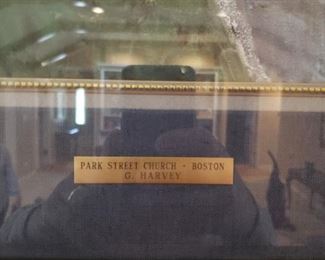 PARK STREET CHURCH - BOSTON
G. HARVEY